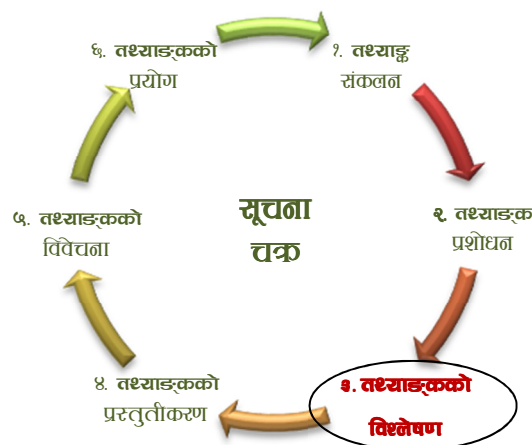 सूचना
चक्र
१. तथ्याङ्क
संकलन
२. तथ्याङ्क
प्रशोधन
३. तथ्याङ्कको
विश्लेषण
४. तथ्याङ्कको
प्रस्तुतीकरण
५. तथ्याङ्कको
विवेचना
६. तथ्याङ्कको
प्रयोग